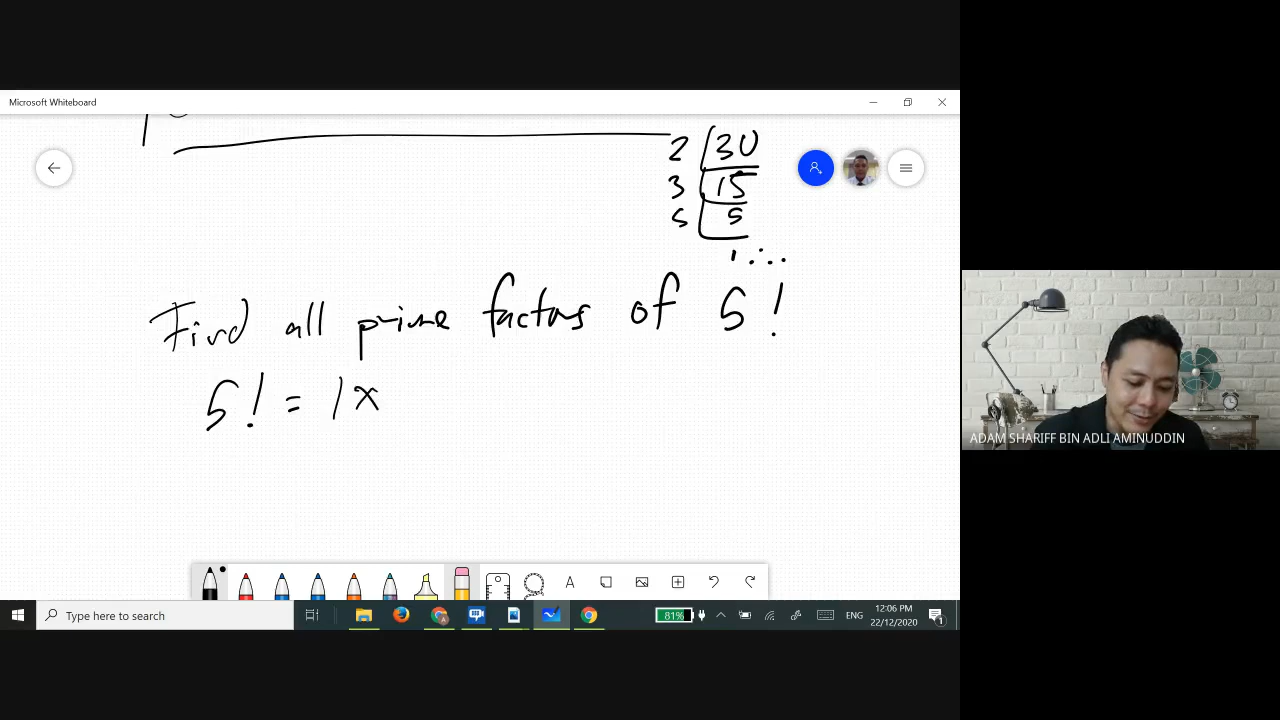 Microsoft Whiteboard
2 30
3 15
5 5
1
Find all prime factors of 5!
5! = 1x
ADAM SHARIFF BIN ADLI AMINUDDIN
A
Type here to search
81%
ENG
12:06 PM
22/12/2020
1